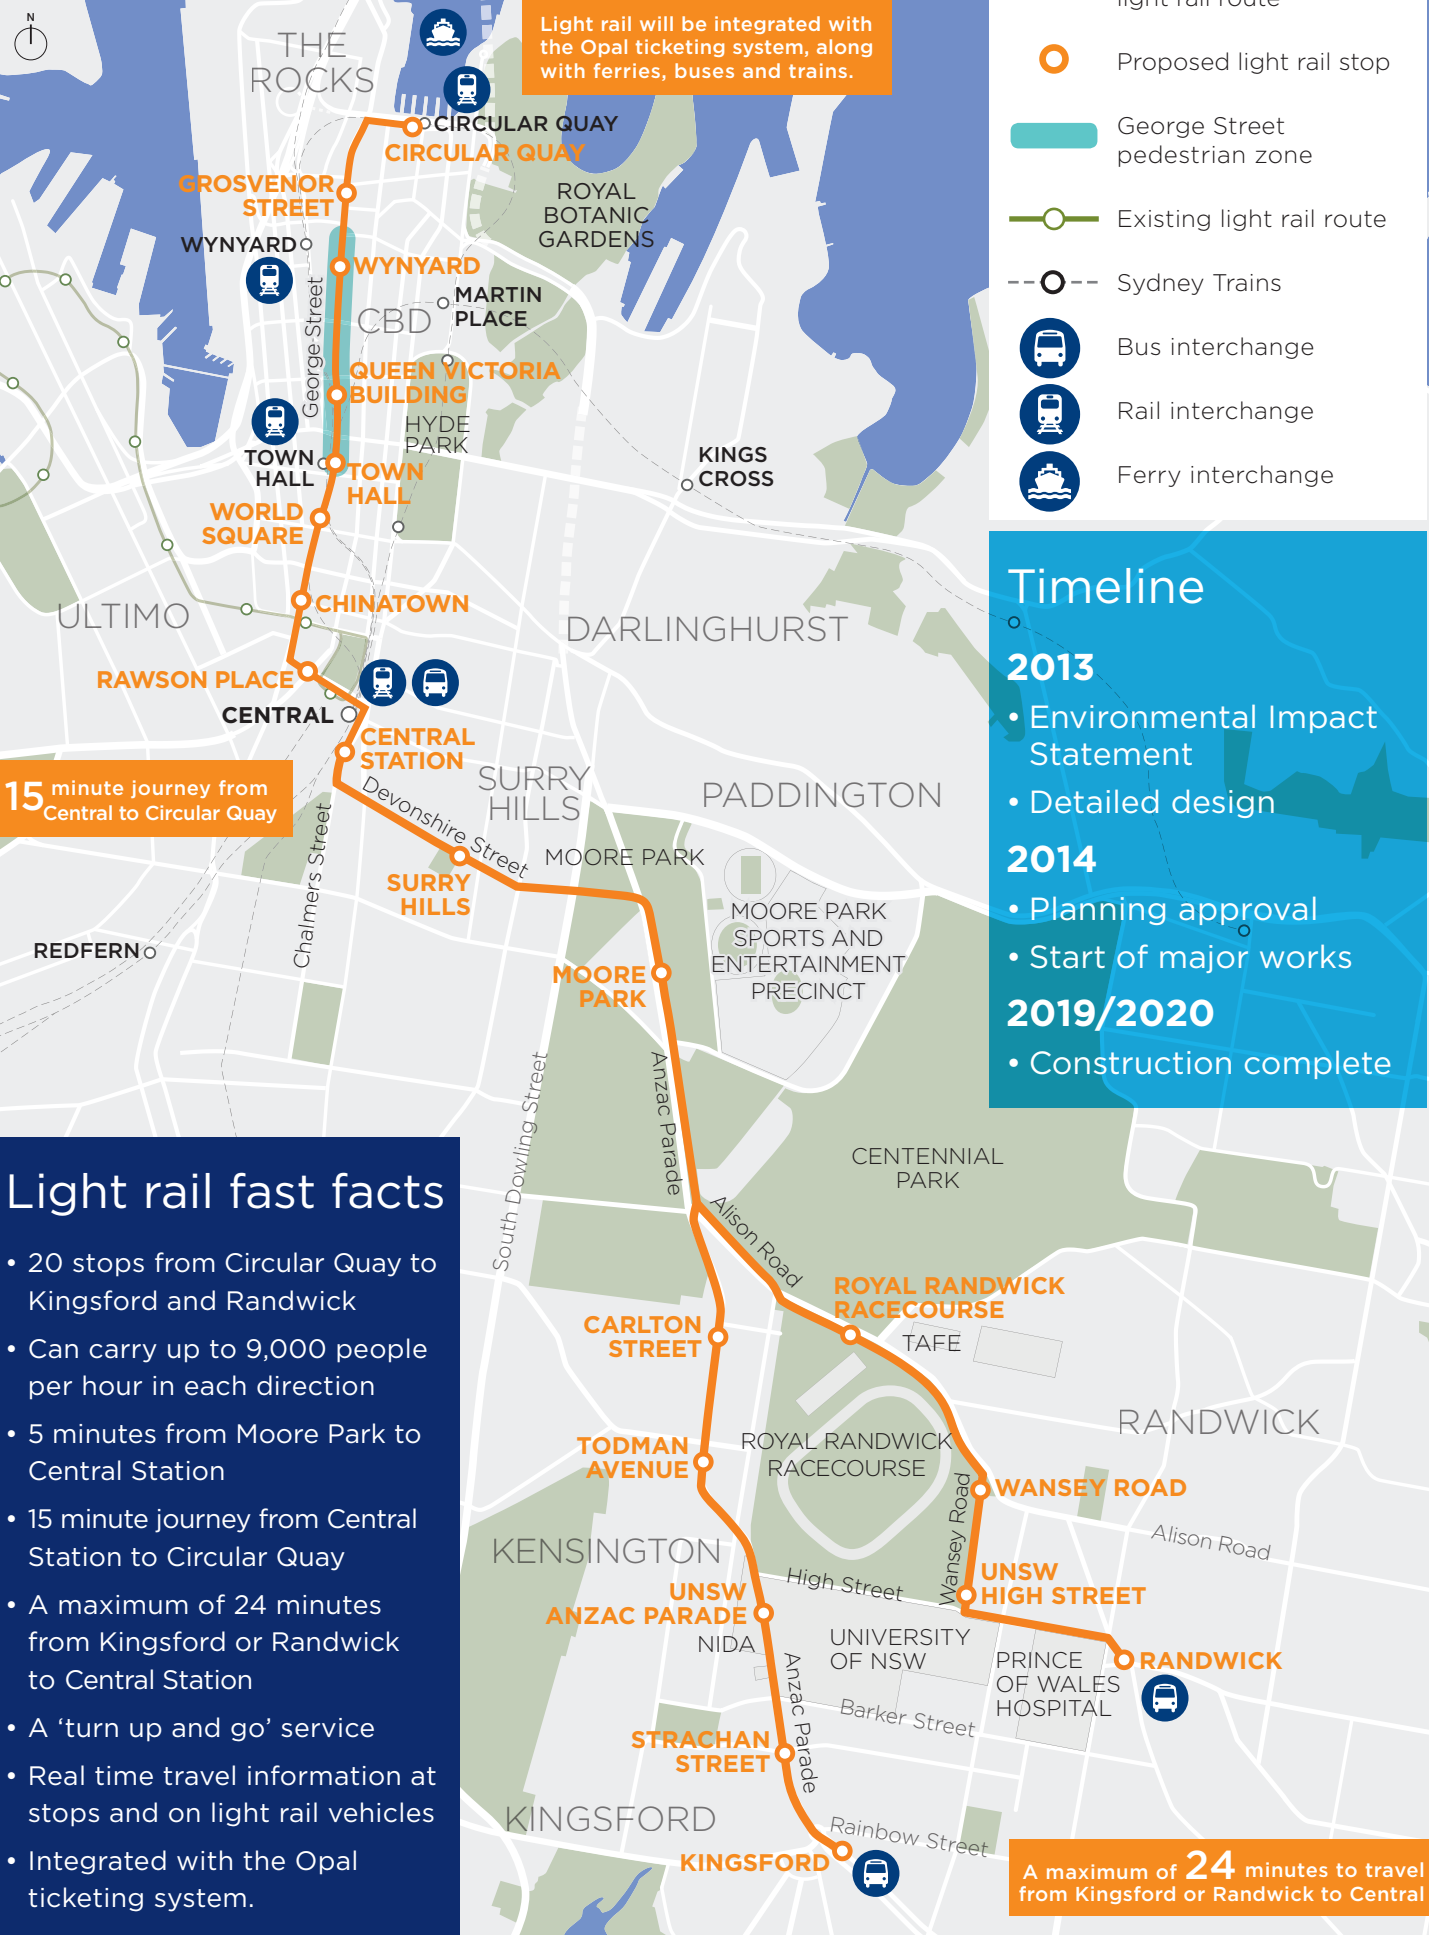 N
THE
ROCKS
Light rail will be integrated with
the Opal ticketing system, along
with ferries, buses and trains.
light rail route
Proposed light rail stop
George Street
pedestrian zone
Existing light rail route
Sydney Trains
Bus interchange
Rail interchange
Ferry interchange
CIRCULAR QUAY
CIRCULAR QUAY
GROSVENOR
STREET
ROYAL
BOTANIC
GARDENS
WYNYARD
WYNYARD
George Street
CBD
MARTIN
PLACE
QUEEN VICTORIA
BUILDING
HYDE
PARK
TOWN
HALL
TOWN
HALL
KINGS
CROSS
WORLD
SQUARE
CHINATOWN
ULTIMO
DARLINGHURST
RAWSON PLACE
CENTRAL
CENTRAL
STATION
15 minute journey from
Central to Circular Quay
SURRY
HILLS
PADDINGTON
Devonshire Street
Chalmers Street
MOORE PARK
SURRY
HILLS
REDFERN
MOORE PARK
SPORTS AND
ENTERTAINMENT
PRECINCT
MOORE
PARK
Timeline
2013
• Environmental Impact
Statement
• Detailed design
2014
• Planning approval
• Start of major works
2019/2020
• Construction complete
South Dowling Street
Anzac Parade
CENTENNIAL
PARK
Alison Road
Light rail fast facts
• 20 stops from Circular Quay to
Kingsford and Randwick
• Can carry up to 9,000 people
per hour in each direction
• 5 minutes from Moore Park to
Central Station
• 15 minute journey from Central
Station to Circular Quay
• A maximum of 24 minutes
from Kingsford or Randwick
to Central Station
• A ‘turn up and go’ service
• Real time travel information at
stops and on light rail vehicles
• Integrated with the Opal
ticketing system.
ROYAL RANDWICK
RACECOURSE
TAFE
CARLTON
STREET
RANDWICK
TODMAN
AVENUE
ROYAL RANDWICK
RACECOURSE
Wansey Road
WANSEY ROAD
Alison Road
KENSINGTON
High Street
UNSW
HIGH STREET
UNSW
ANZAC PARADE
NIDA
UNIVERSITY
OF NSW
PRINCE
OF WALES
HOSPITAL
RANDWICK
Anzac Parade
Barker Street
STRACHAN
STREET
KINGSFORD
Rainbow Street
KINGSFORD
A maximum of 24 minutes to travel
from Kingsford or Randwick to Central